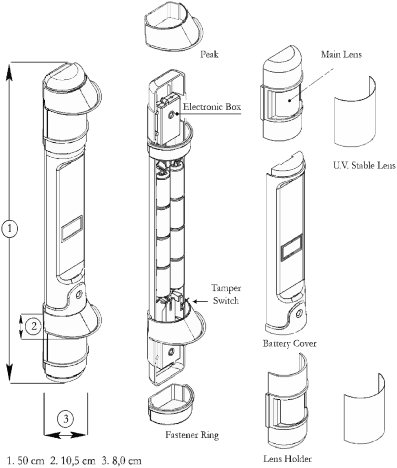 Peak
Main Lens
Electronic Box
U.V. Stable Lens
1
Tamper
Switch
2
Battery Cover
3
Fastener Ring
Lens Holder
1. 50 cm 2. 10,5 cm 3. 8,0 cm